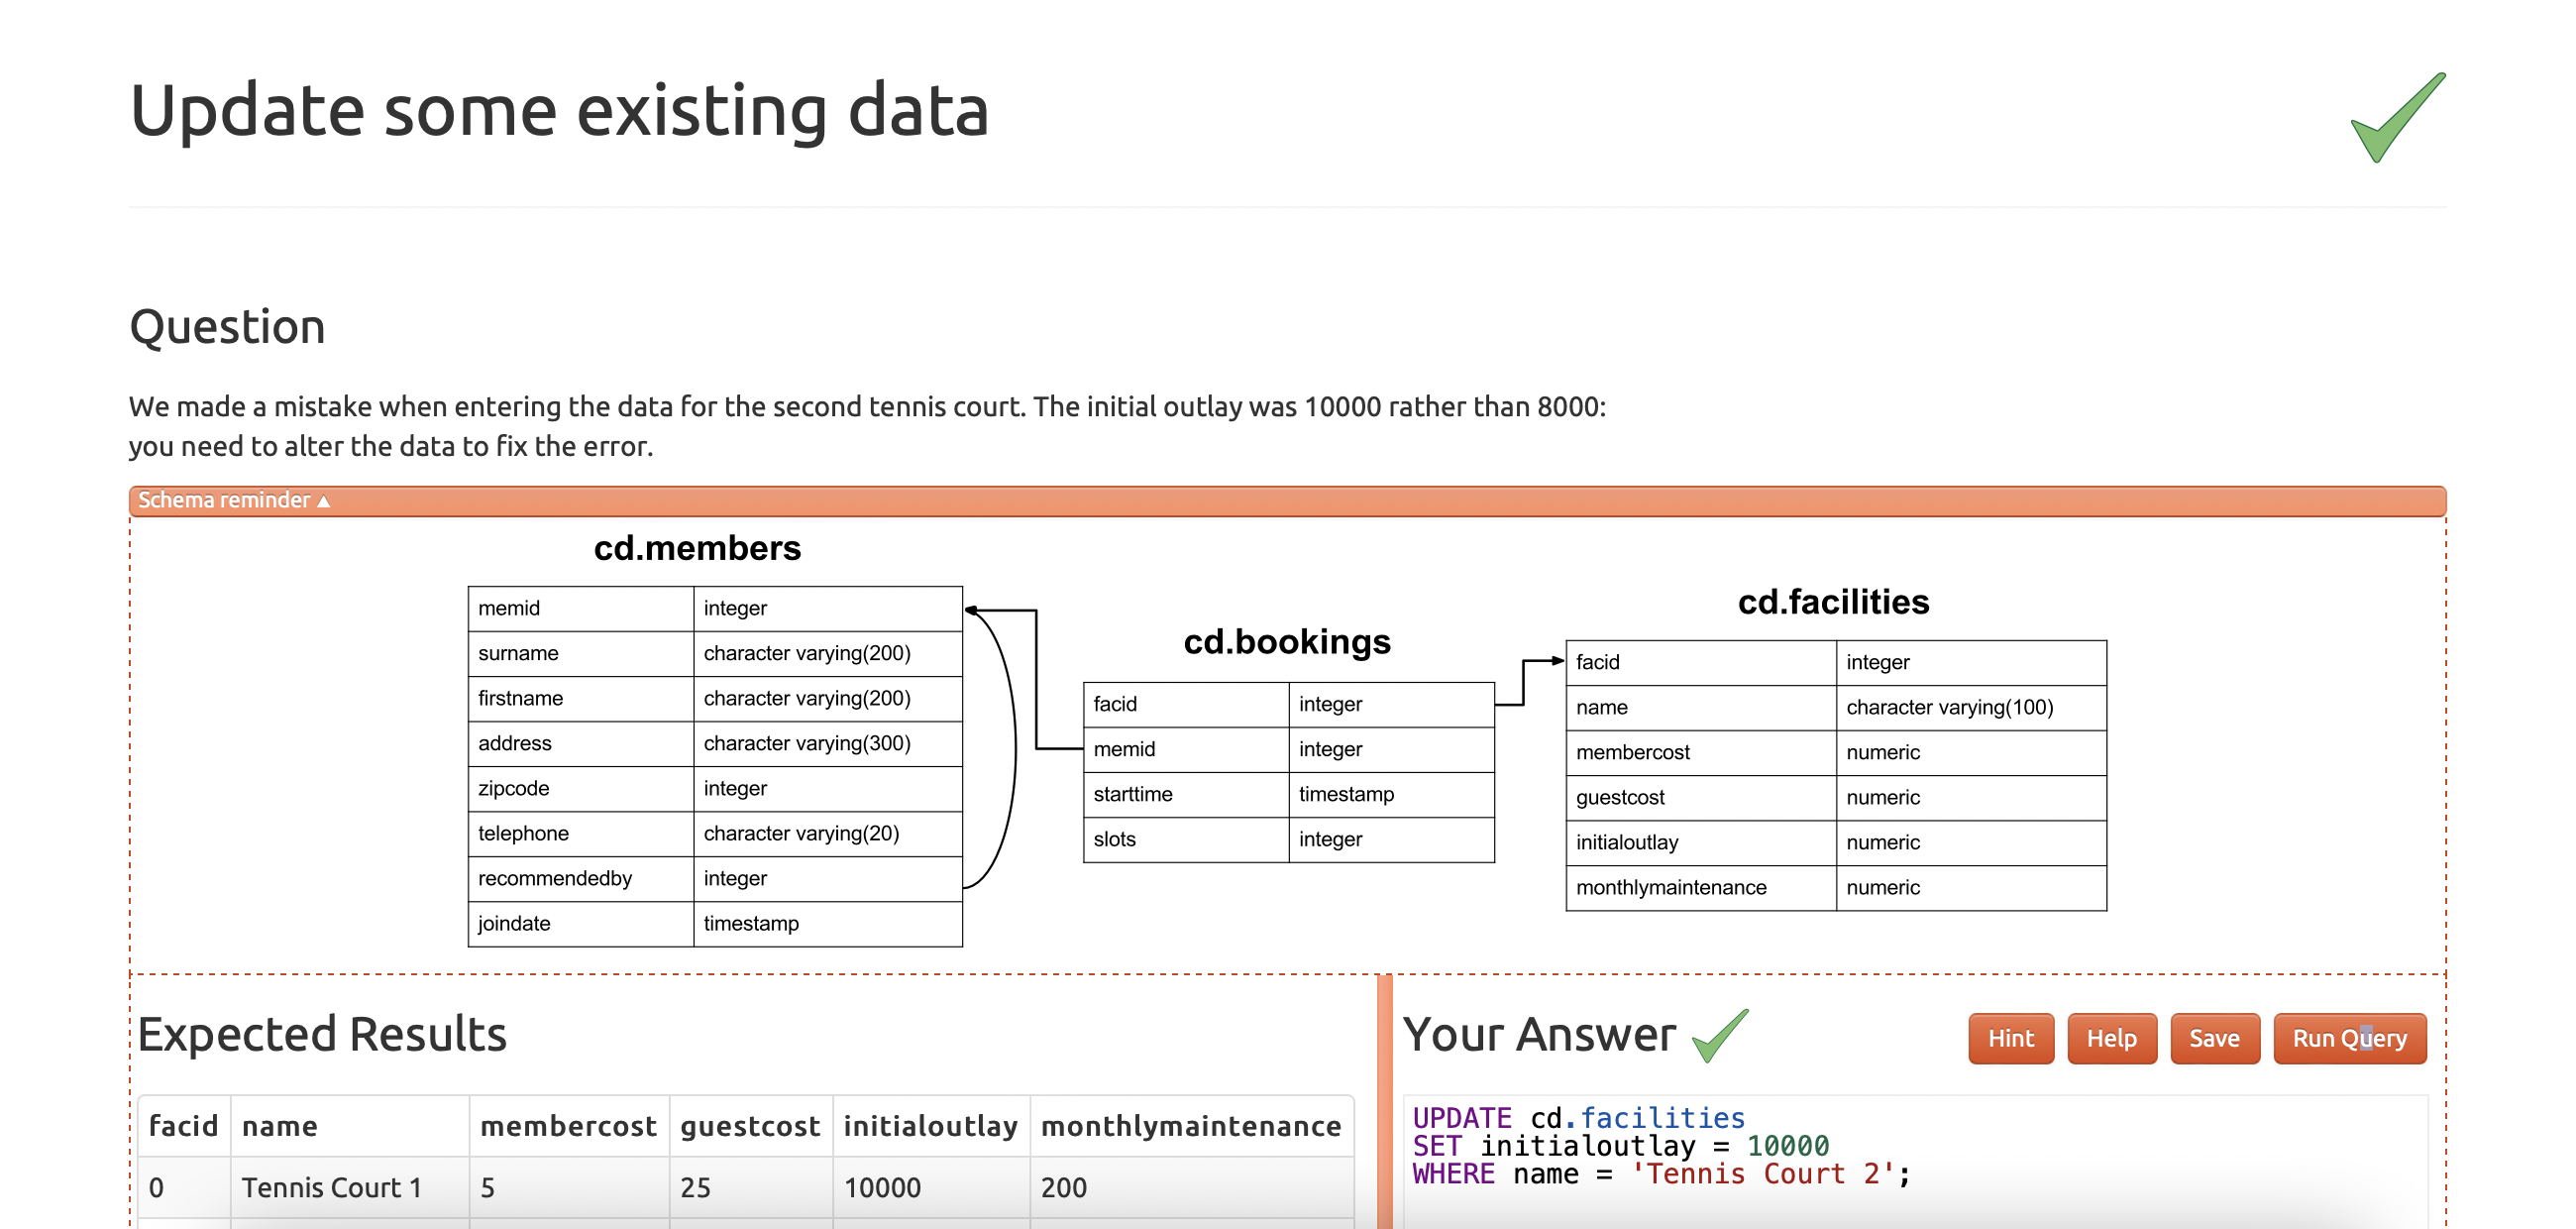 Update some existing data
Question
We made a mistake when entering the data for the second tennis court. The initial outlay was 10000 rather than 8000:
you need to alter the data to fix the error.
Schema reminder
cd.members
memid integer
surname character varying(200)
firstname character varying(200)
address character varying(300)
zipcode integer
telephone character varying(20)
recommendedby integer
joindate timestamp
cd.bookings
facid integer
memid integer
starttime timestamp
slots integer
cd.facilities
facid integer
name character varying(100)
membercost numeric
guestcost numeric
initialoutlay numeric
monthlymaintenance numeric
Expected Results
facid name membercost guestcost initialoutlay monthlymaintenance
0 Tennis Court 1 5 25 10000 200
Your Answer
Hint Help Save Run Query
UPDATE cd.facilities
SET initialoutlay = 10000
WHERE name = 'Tennis Court 2';